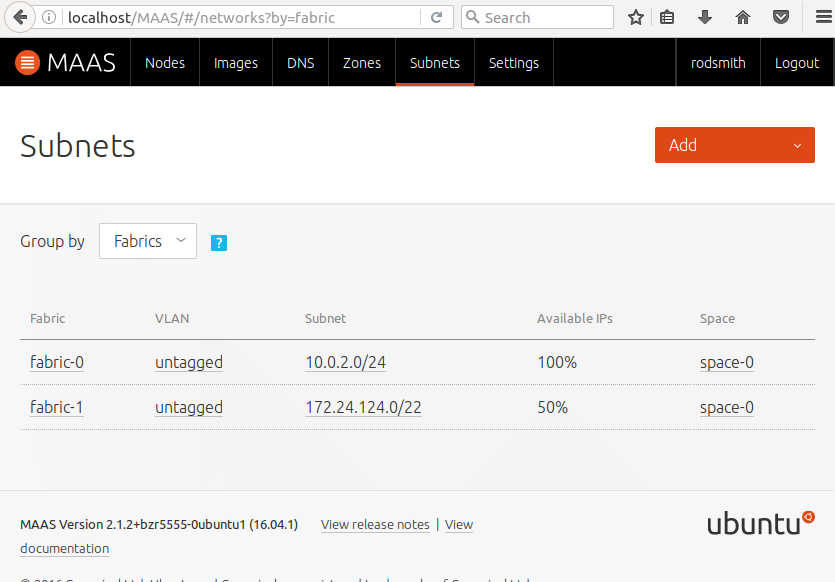 localhost/MAAS/#/networks?by=fabric Search
MAAS Nodes Images DNS Zones Subnets Settings rodsmith Logout
Subnets Add
Group by Fabrics ?
Fabric VLAN Subnet Available IPs Space
fabric-0 untagged 10.0.2.0/24 100% space-0
fabric-1 untagged 172.24.124.0/22 50% space-0
MAAS Version 2.1.2+bzr5555-0ubuntu1 (16.04.1) View release notes | View
documentation
ubuntu